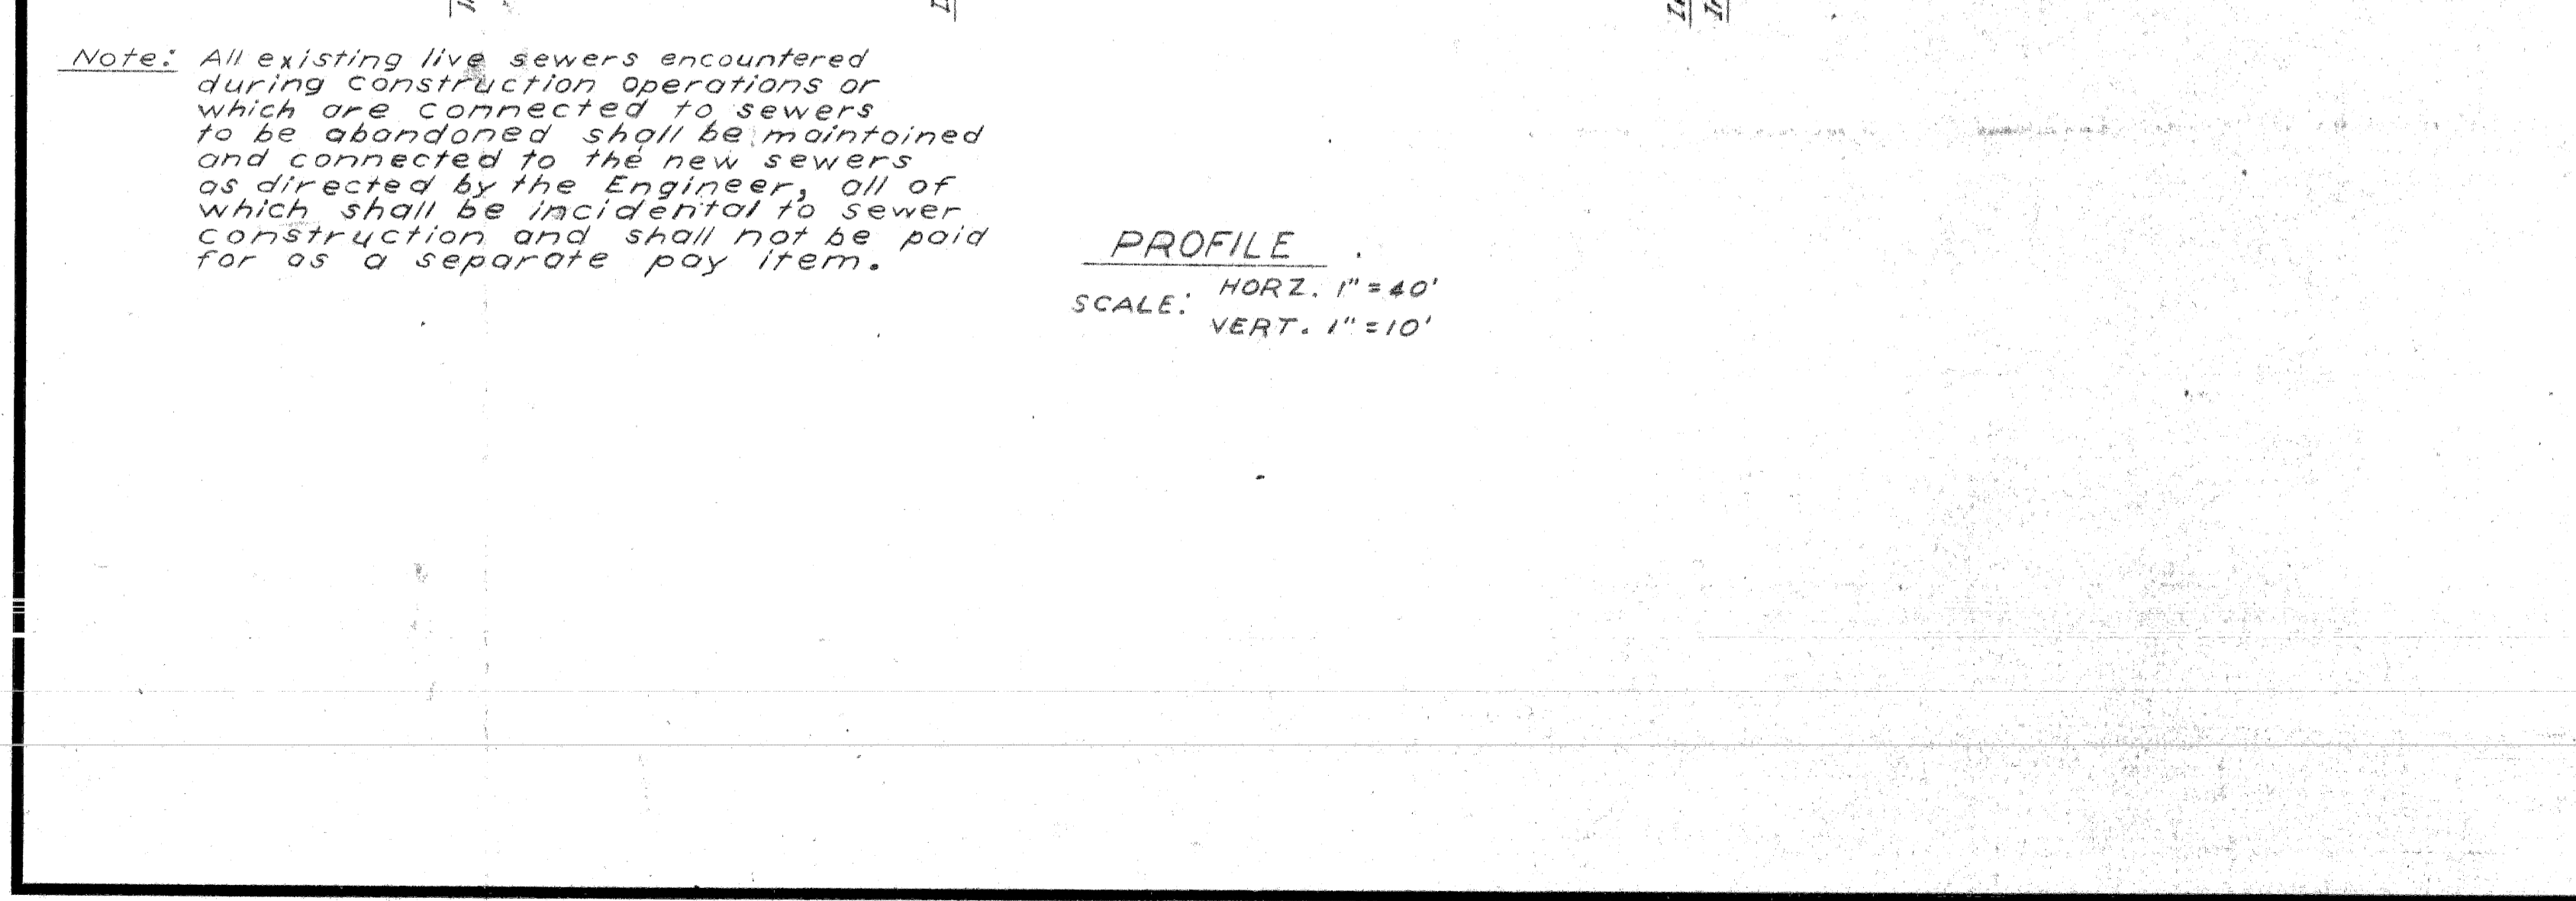 Note: All existing live sewers encountered
during construction operations or
which are connected to sewers
to be abandoned shall be maintained
and connected to the new sewers
as directed by the Engineer, all of
which shall be incidental to sewer
construction and shall not be paid
for as a separate pay item.
PROFILE
SCALE: HORZ. 1" = 40'
VERT. 1" = 10'